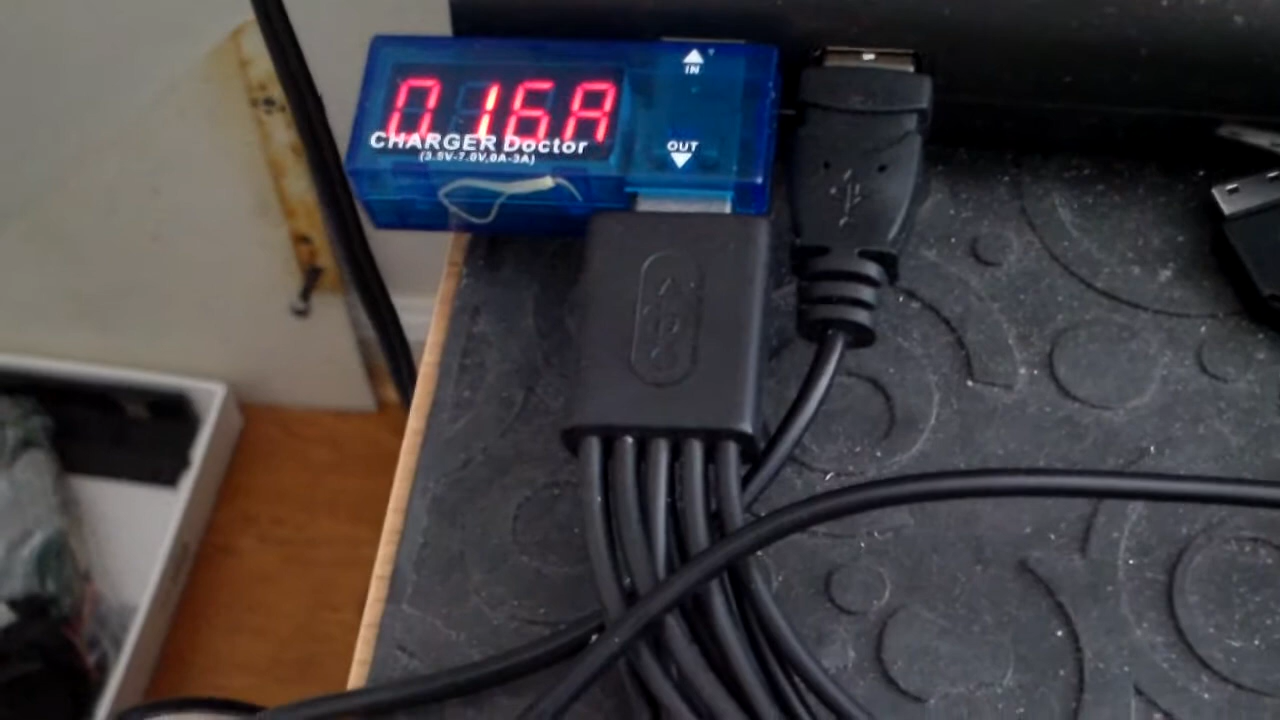 0.16A
IN
CHARGER Doctor
(3.5V-7.0V,0A-3A)
OUT